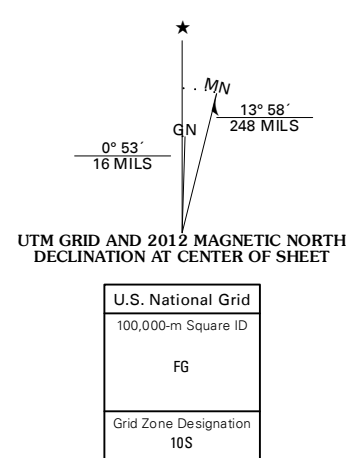 ★
MN
GN
13° 58´
248 MILS
0° 53´
16 MILS
UTM GRID AND 2012 MAGNETIC NORTH
DECLINATION AT CENTER OF SHEET
U.S. National Grid
100,000-m Square ID
FG
Grid Zone Designation
10S